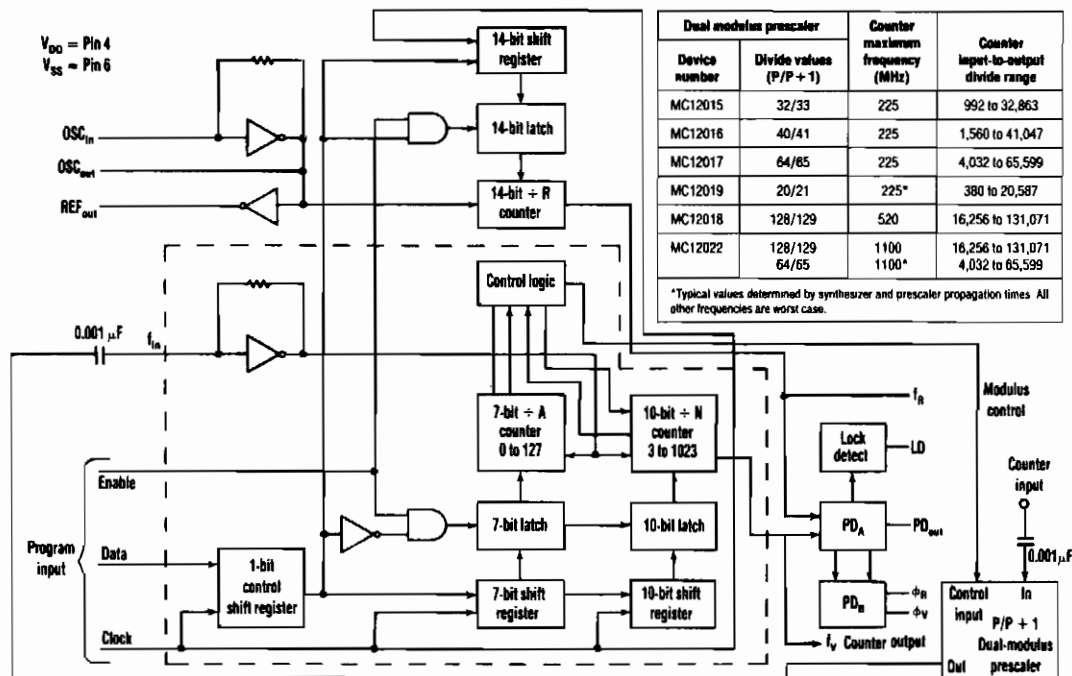 V_DD = Pin 4
V_SS = Pin 6
OSC_in
OSC_out
REF_out
14-bit shift
register
14-bit latch
14-bit ÷ R
counter
Dual modulus prescaler
Counter
maximum
frequency
(MHz)
Counter
input-to-output
divide range
Device
number
Divide values
(P/P + 1)
MC12015 32/33 225 992 to 32,863
MC12016 40/41 225 1,560 to 41,047
MC12017 64/65 225 4,032 to 65,599
MC12019 20/21 225* 380 to 20,587
MC12018 128/129 520 16,256 to 131,071
MC12022 128/129 1100 16,256 to 131,071
64/65 1100* 4,032 to 65,599
*Typical values determined by synthesizer and prescaler propagation times. All
other frequencies are worst case.
0.001 μF
f_in
Control logic
7-bit ÷ A
counter
0 to 127
10-bit ÷ N
counter
3 to 1023
Program
input
Enable
Data
Clock
1-bit
control
shift register
7-bit latch
10-bit latch
7-bit shift
register
10-bit shift
register
f_R
Modulus
control
Lock
detect
LD
PD_A
PD_out
PD_B
ϕ_R
ϕ_V
f_V Counter output
Counter
input
0.001 μF
Control
input
In
P/P + 1
Dual-modulus
prescaler
Out